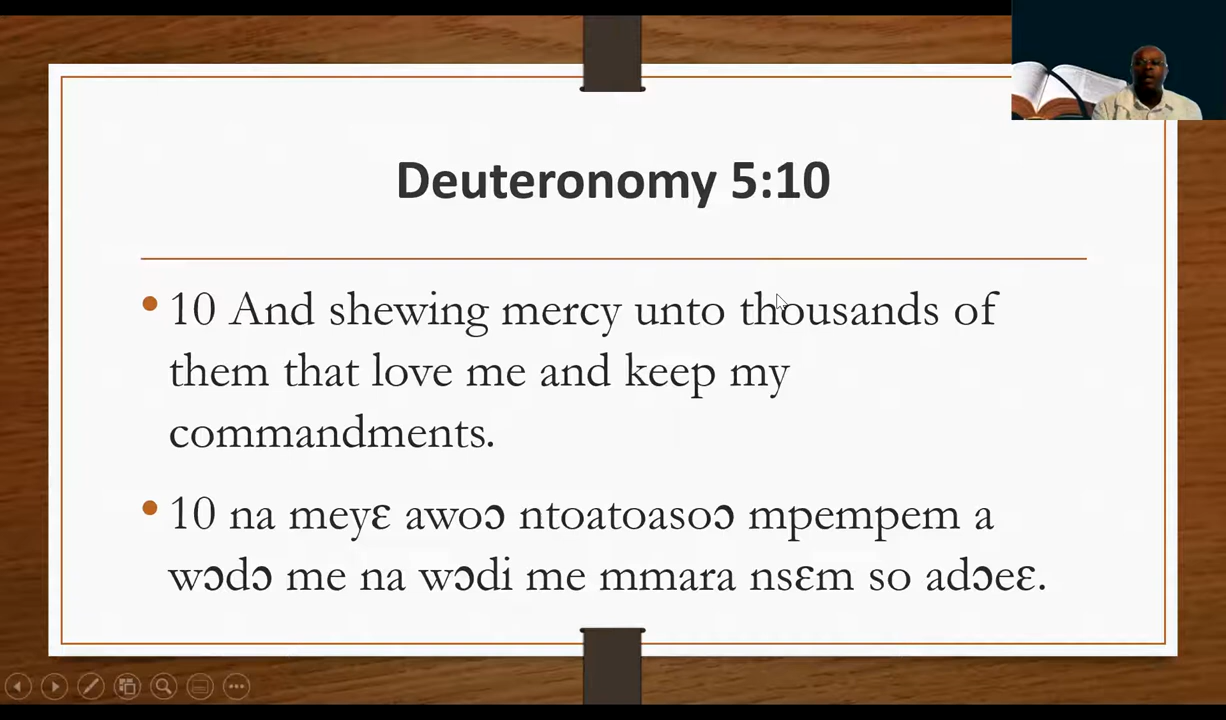 Deuteronomy 5:10
• 10 And shewing mercy unto thousands of
them that love me and keep my
commandments.
• 10 na meyɛ awoɔ ntoatoasoɔ mpempem a
wɔdɔ me na wɔdi me mmara nsɛm so adɔeɛ.